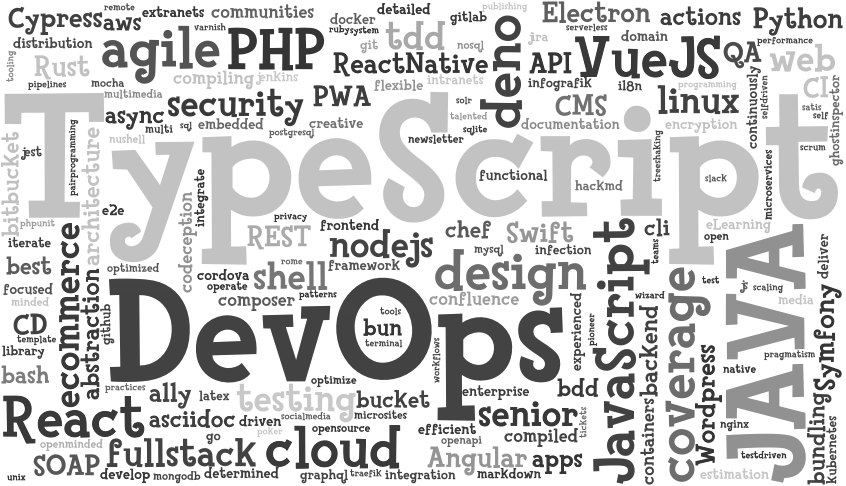 Cypress
aws
extranets
communities
docker
detailed
gitlab
publishing
Electron
actions
Python
distribution
agile
PHP
varnish
rubysystem
git
tdd
nosql
deno
jira
serverless
domain
VueJS
QA
performance
web
tooling
Rust
compiling
jenkins
ReactNative
API
infografik
i18n
pipelines
mocha
multimedia
security
PWA
flexible
intranets
CMS
linux
programming
continuously
selfdriven
CI
satis
self
async
multi
sql
embedded
creative
postgresql
solr
talented
sqlite
newsletter
documentation
encryption
ghostinspector
bitbucket
jest
pairprogramming
architecture
nushell
TypeScript
functional
hacKmd
treeshaKing
slack
microservices
scrum
phpunit
e2e
codeception
integrate
privacy
REST
frontend
nodejs
chef
mysql
Swift
infection
cli
teams
eLearning
open
iterate
best
focused
minded
ecommerce
abstraction
optimized
cordova
operate
shell
rome
framework
patterns
composer
confluence
design
wizard
test
scaling
media
deliver
CD
template
library
github
DevOps
tools
bun
terminal
workflows
experienced
pioneer
JavaScript
backend
containers
coverage
Wordpress
native
JAVA
pragmatism
Symfony
bundling
kubernetes
bash
practices
ally
latex
testing
optimize
bucket
enterprise
bdd
React
asciidoc
driven
socialmedia
microsites
senior
tickets
nginx
testdriven
openminded
go
poker
opensource
efficient
openapi
compiled
unix
SOAP
fullstack
cloud
Angular
apps
develop
mongodb
determined
graphql
traefik
integration
markdown
estimation